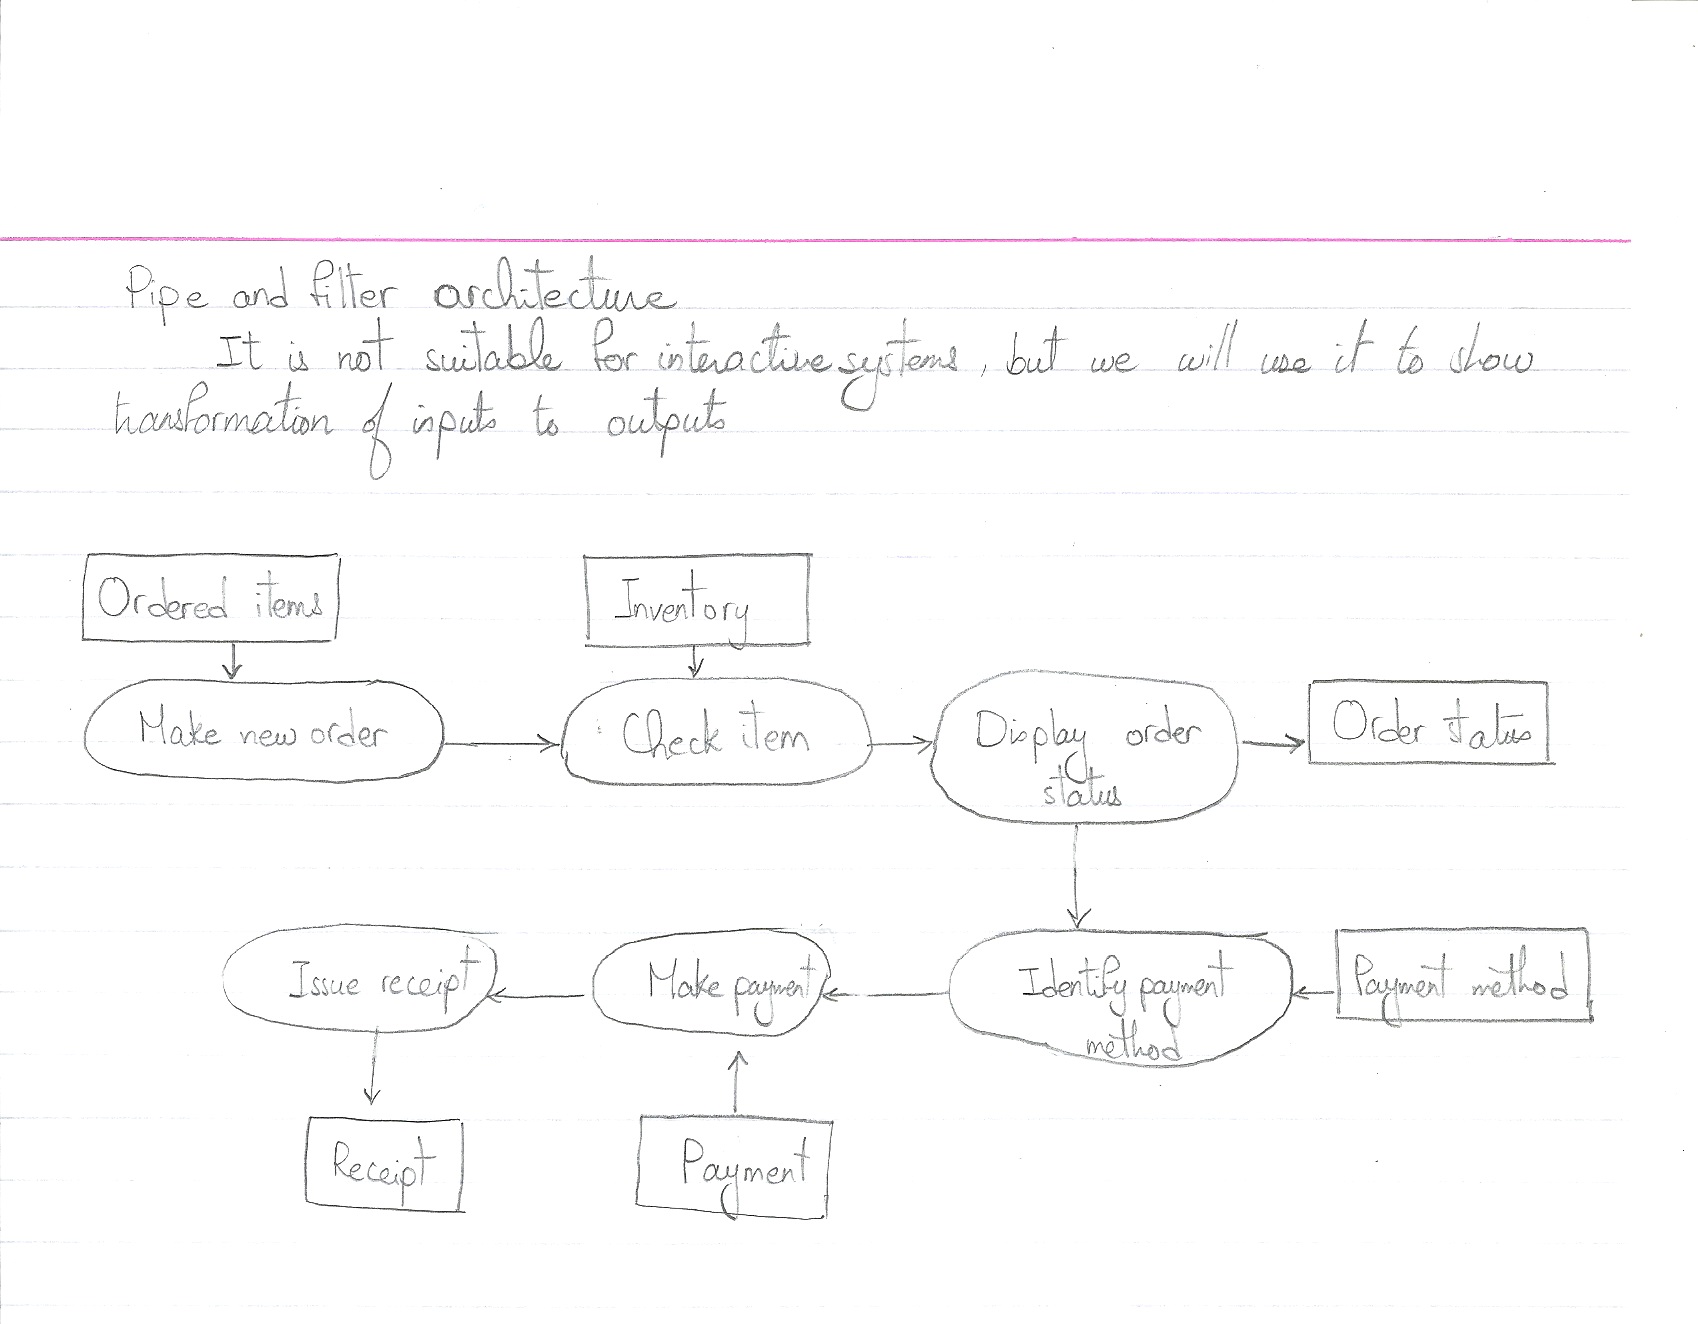 Pipe and filter architecture
It is not suitable for interactive systems, but we will use it to show
transformation of inputs to outputs
Ordered items
Inventory
Make new order
Check item
Display order
status
Order status
Issue receipt
Make payment
Identify payment
method
Payment method
Receipt
Payment